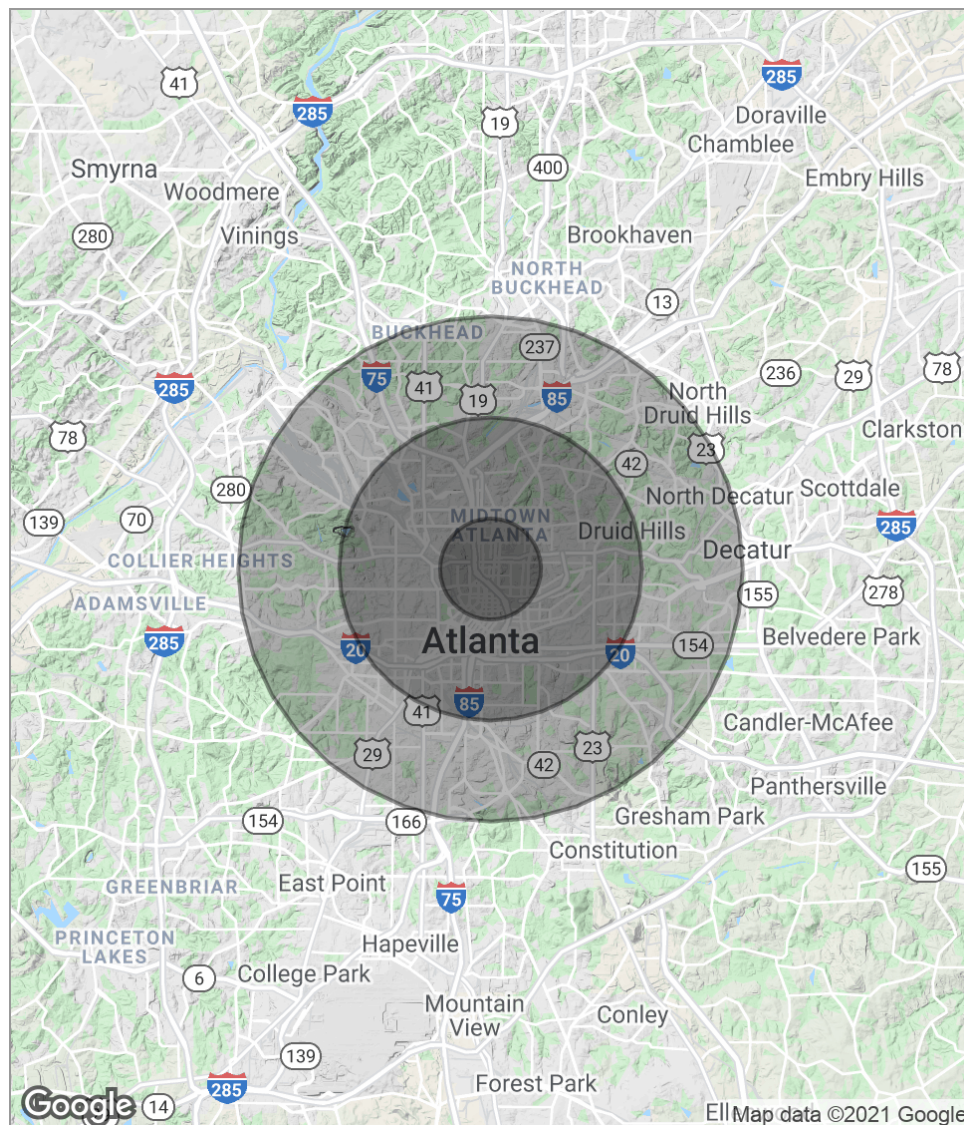 41
285
285
Doraville
19
Chamblee
Smyrna
400
Woodmere
Embry Hills
280
Vinings
Brookhaven
NORTH
BUCKHEAD
13
BUCKHEAD
237
75
41
285
19
85
236
29
78
North
Druid Hills
78
23
Clarkston
42
280
North Decatur
Scottdale
139
70
MIDTOWN
ATLANTA
Druid Hills
285
Decatur
COLLIER HEIGHTS
ADAMSVILLE
155
278
285
Atlanta
20
20
154
Belvedere Park
85
41
Candler-McAfee
29
42
23
Panthersville
154
166
Gresham Park
Constitution
155
GREENBRIAR
East Point
75
PRINCETON
LAKES
Hapeville
6
College Park
Mountain
View
Conley
139
Forest Park
285
Google
14
Map data ©2021 Google